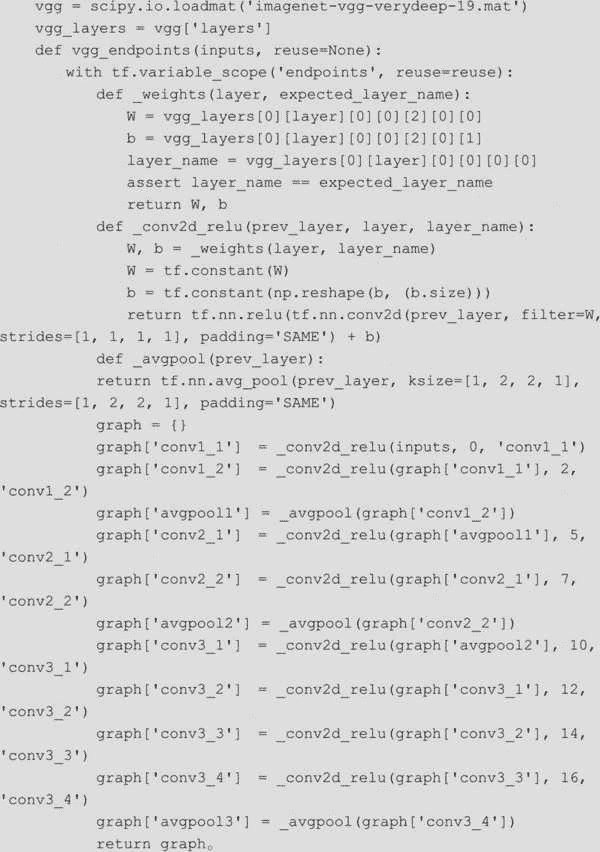 vgg = scipy.io.loadmat('imagenet-vgg-verydeep-19.mat')
vgg_layers = vgg['layers']
def vgg_endpoints(inputs, reuse=None):
with tf.variable_scope('endpoints', reuse=reuse):
def _weights(layer, expected_layer_name):
W = vgg_layers[0][layer][0][0][2][0][0]
b = vgg_layers[0][layer][0][0][2][0][1]
layer_name = vgg_layers[0][layer][0][0][0][0]
assert layer_name == expected_layer_name
return W, b
def _conv2d_relu(prev_layer, layer, layer_name):
W, b = _weights(layer, layer_name)
W = tf.constant(W)
b = tf.constant(np.reshape(b, (b.size)))
return tf.nn.relu(tf.nn.conv2d(prev_layer, filter=W,
strides=[1, 1, 1, 1], padding='SAME') + b)
def _avgpool(prev_layer):
return tf.nn.avg_pool(prev_layer, ksize=[1, 2, 2, 1],
strides=[1, 2, 2, 1], padding='SAME')
graph = {}
graph['conv1_1'] = _conv2d_relu(inputs, 0, 'conv1_1')
graph['conv1_2'] = _conv2d_relu(graph['conv1_1'], 2,
'conv1_2')
graph['avgpool1'] = _avgpool(graph['conv1_2'])
graph['conv2_1'] = _conv2d_relu(graph['avgpool1'], 5,
'conv2_1')
graph['conv2_2'] = _conv2d_relu(graph['conv2_1'], 7,
'conv2_2')
graph['avgpool2'] = _avgpool(graph['conv2_2'])
graph['conv3_1'] = _conv2d_relu(graph['avgpool2'], 10,
'conv3_1')
graph['conv3_2'] = _conv2d_relu(graph['conv3_1'], 12,
'conv3_2')
graph['conv3_3'] = _conv2d_relu(graph['conv3_2'], 14,
'conv3_3')
graph['conv3_4'] = _conv2d_relu(graph['conv3_3'], 16,
'conv3_4')
graph['avgpool3'] = _avgpool(graph['conv3_4'])
return graph。